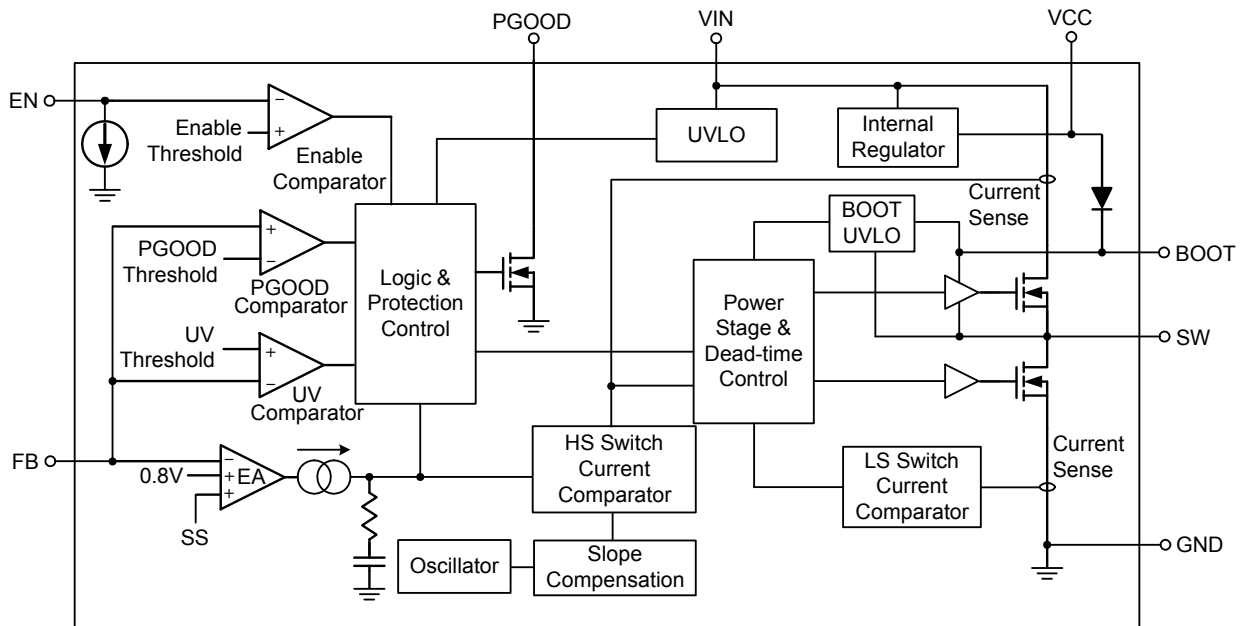 PGOOD
VIN
VCC
EN
−
+
Enable
Threshold
Enable
Comparator
UVLO
Internal
Regulator
Current
Sense
BOOT
UVLO
BOOT
+
−
PGOOD
Threshold
PGOOD
Comparator
Logic &
Protection
Control
Power
Stage &
Dead-time
Control
SW
UV
Threshold
+
−
UV
Comparator
FB
−
+
+
EA
0.8V
SS
HS Switch
Current
Comparator
LS Switch
Current
Comparator
Current
Sense
GND
Oscillator
Slope
Compensation